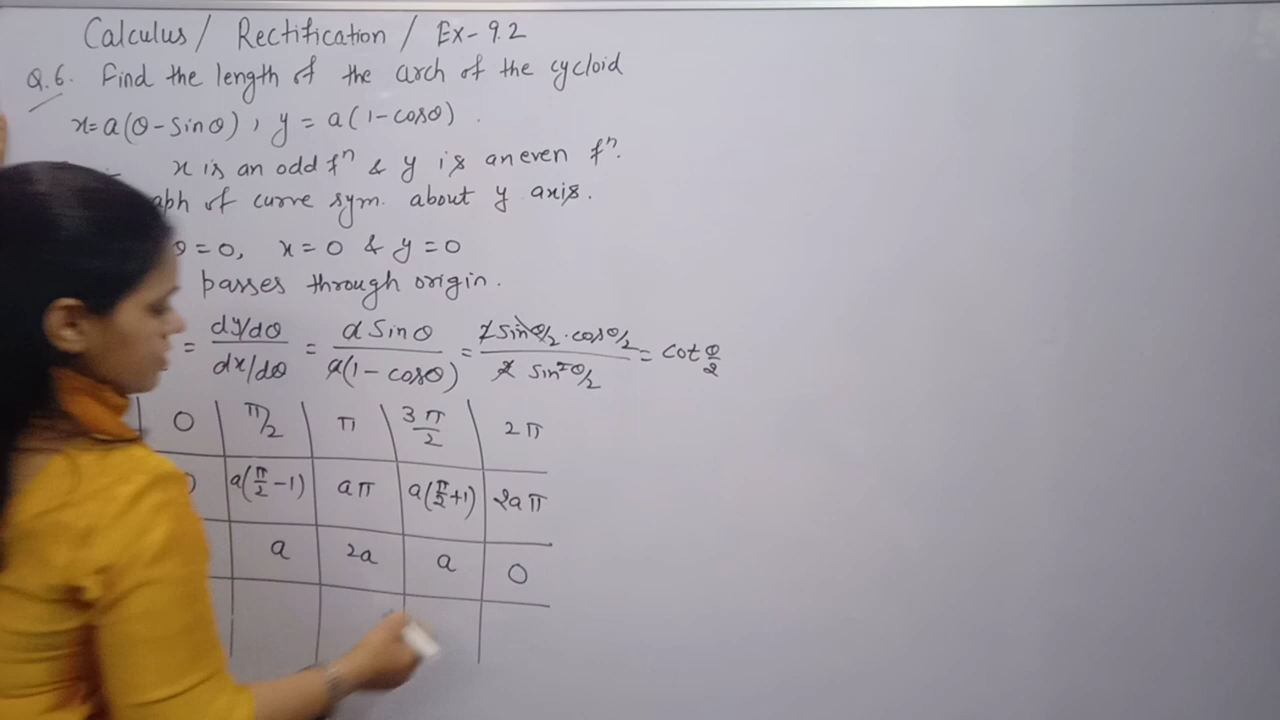 Calculus / Rectification / Ex- 9.2
Q.6. Find the length of the arch of the cycloid
x=a(θ-Sinθ), y = a(1-cosθ).
x is an odd fⁿ & y is an even fⁿ.
aph of curve sym. about y axis.
θ=0, x=0 & y=0
passes through origin.
= dy/dθ / dx/dθ = a Sinθ / a(1-cosθ) = 2Sinθ/2 · cosθ/2 / 2 Sin²θ/2 = cot θ/2
0 π/2 π 3π/2 2π
a(π/2-1) aπ a(π/2+1) 2aπ
a 2a a 0